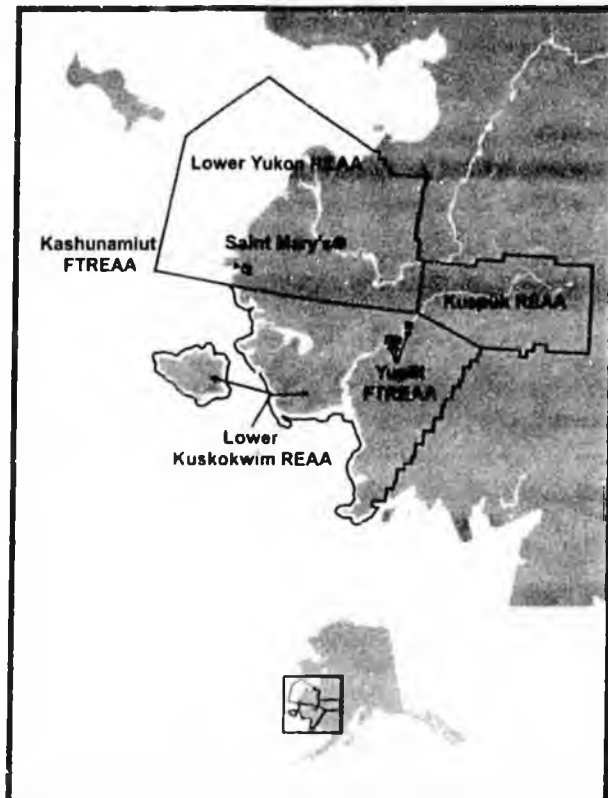 Lower Yukon REAA
Saint Mary's
Kashunamiut
FTREAA
Kuspuk REAA
Yupiit
FTREAA
Lower
Kuskokwim REAA